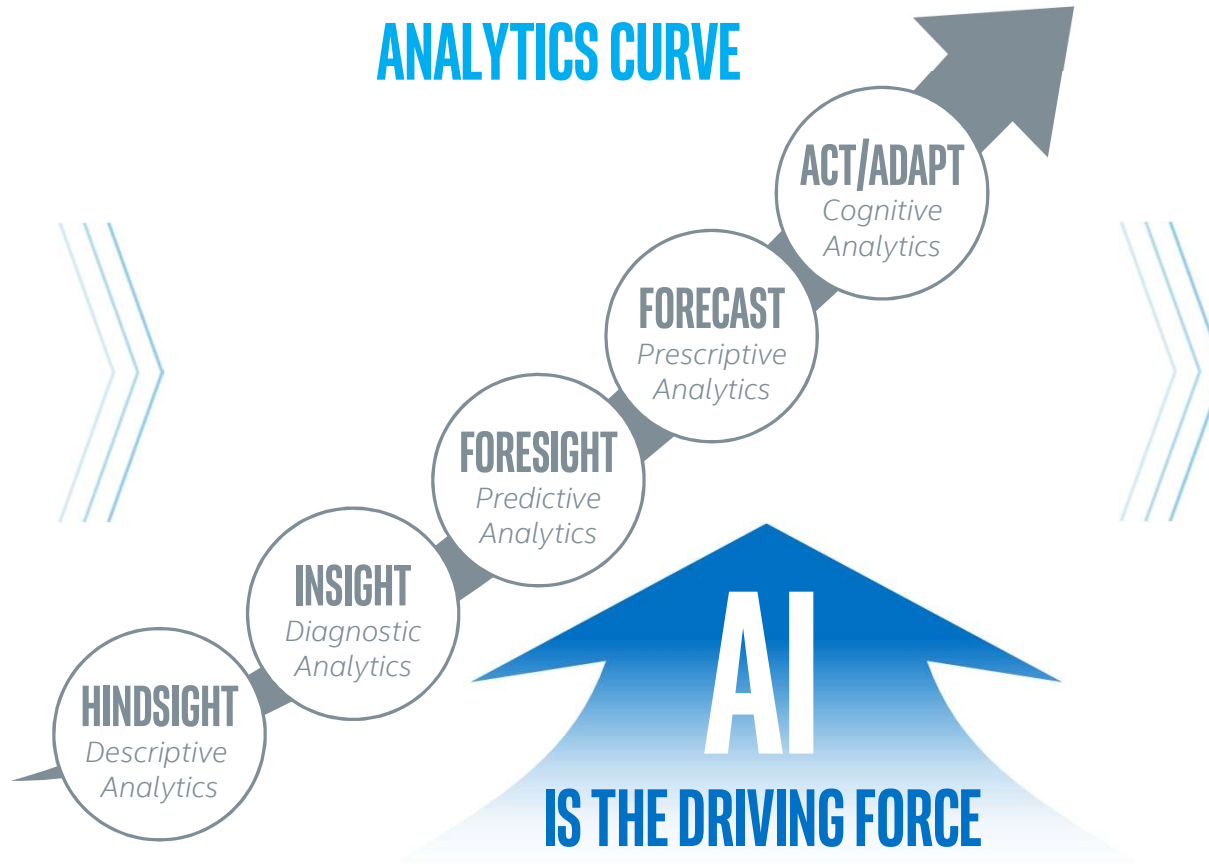 ANALYTICS CURVE
ACT/ADAPT
Cognitive
Analytics
FORECAST
Prescriptive
Analytics
FORESIGHT
Predictive
Analytics
INSIGHT
Diagnostic
Analytics
HINDSIGHT
Descriptive
Analytics
AI
IS THE DRIVING FORCE